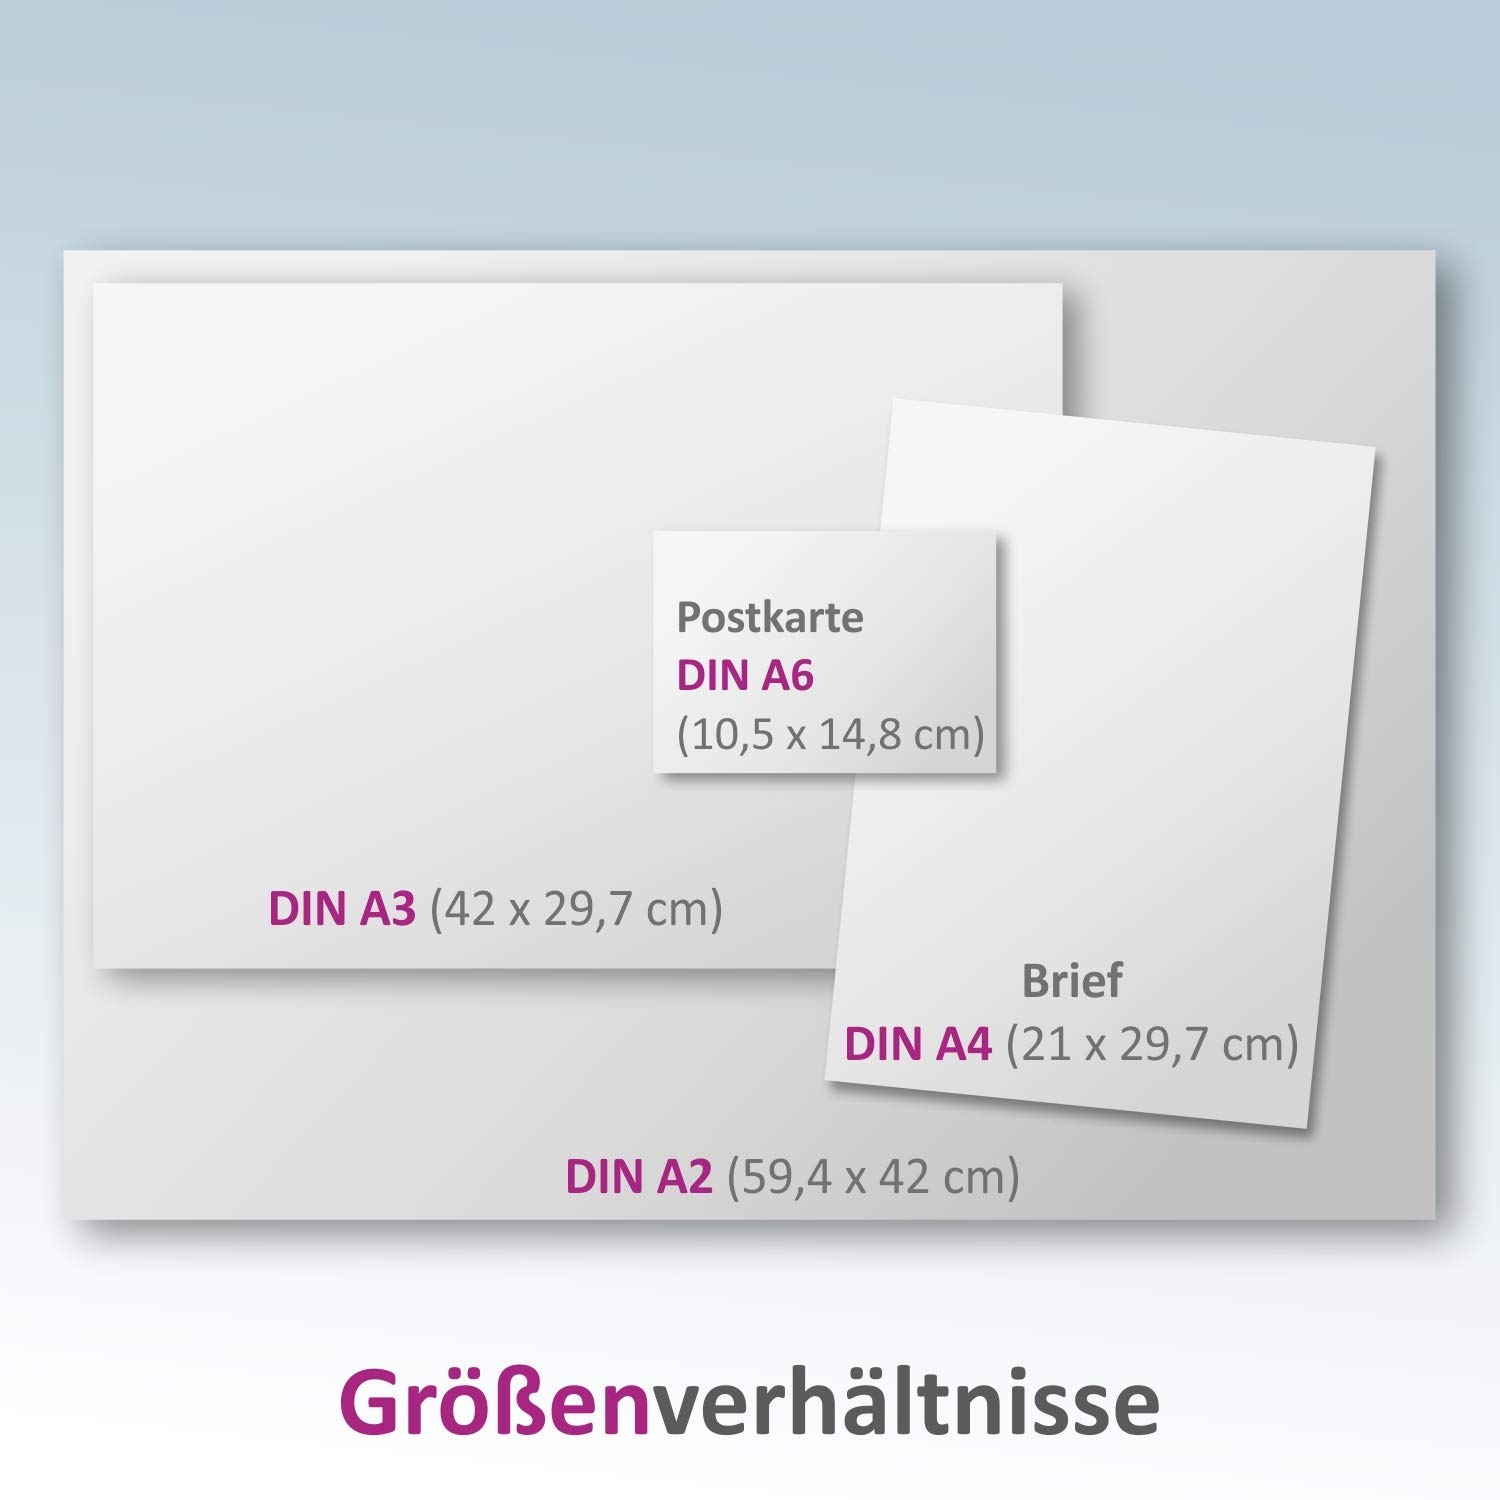 Postkarte
DIN A6
(10,5 x 14,8 cm)
DIN A3 (42 x 29,7 cm)
Brief
DIN A4 (21 x 29,7 cm)
DIN A2 (59,4 x 42 cm)
Größenverhältnisse